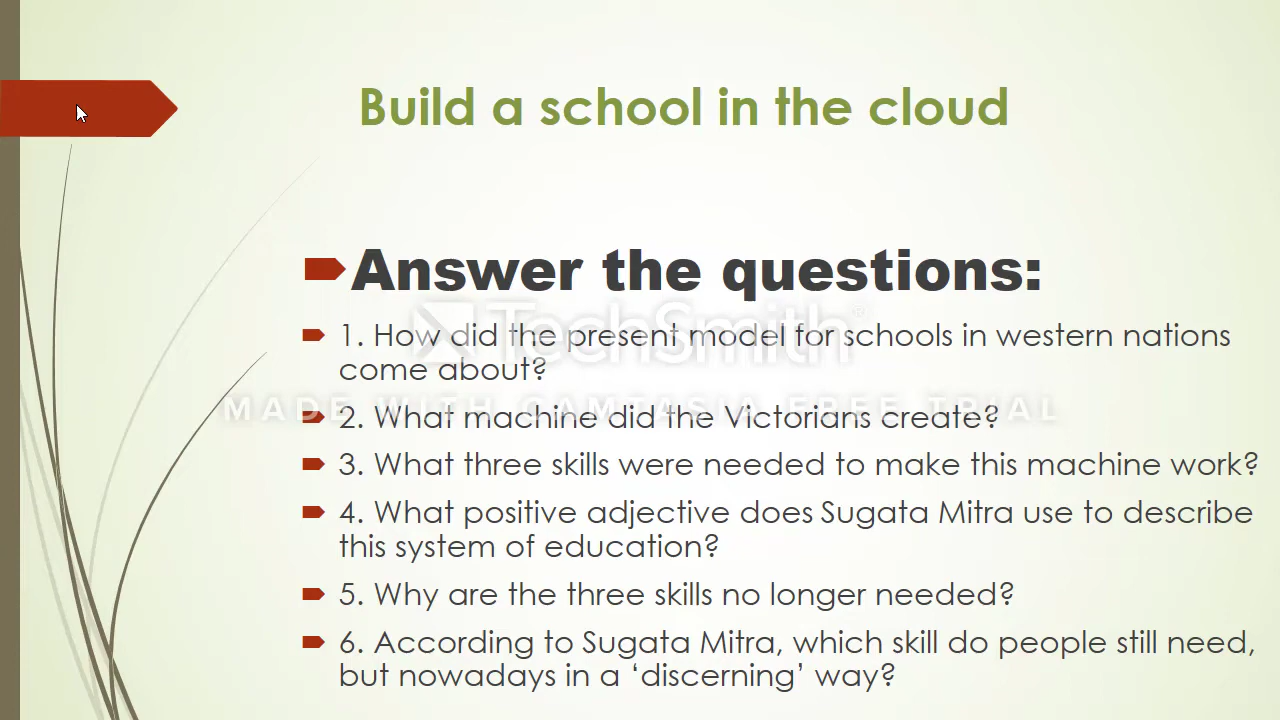 Build a school in the cloud
Answer the questions:
1. How did the present model for schools in western nations
come about?
TechSmith®
MADE WITH CAMTASIA FREE TRIAL
2. What machine did the Victorians create?
3. What three skills were needed to make this machine work?
4. What positive adjective does Sugata Mitra use to describe
this system of education?
5. Why are the three skills no longer needed?
6. According to Sugata Mitra, which skill do people still need,
but nowadays in a ‘discerning’ way?